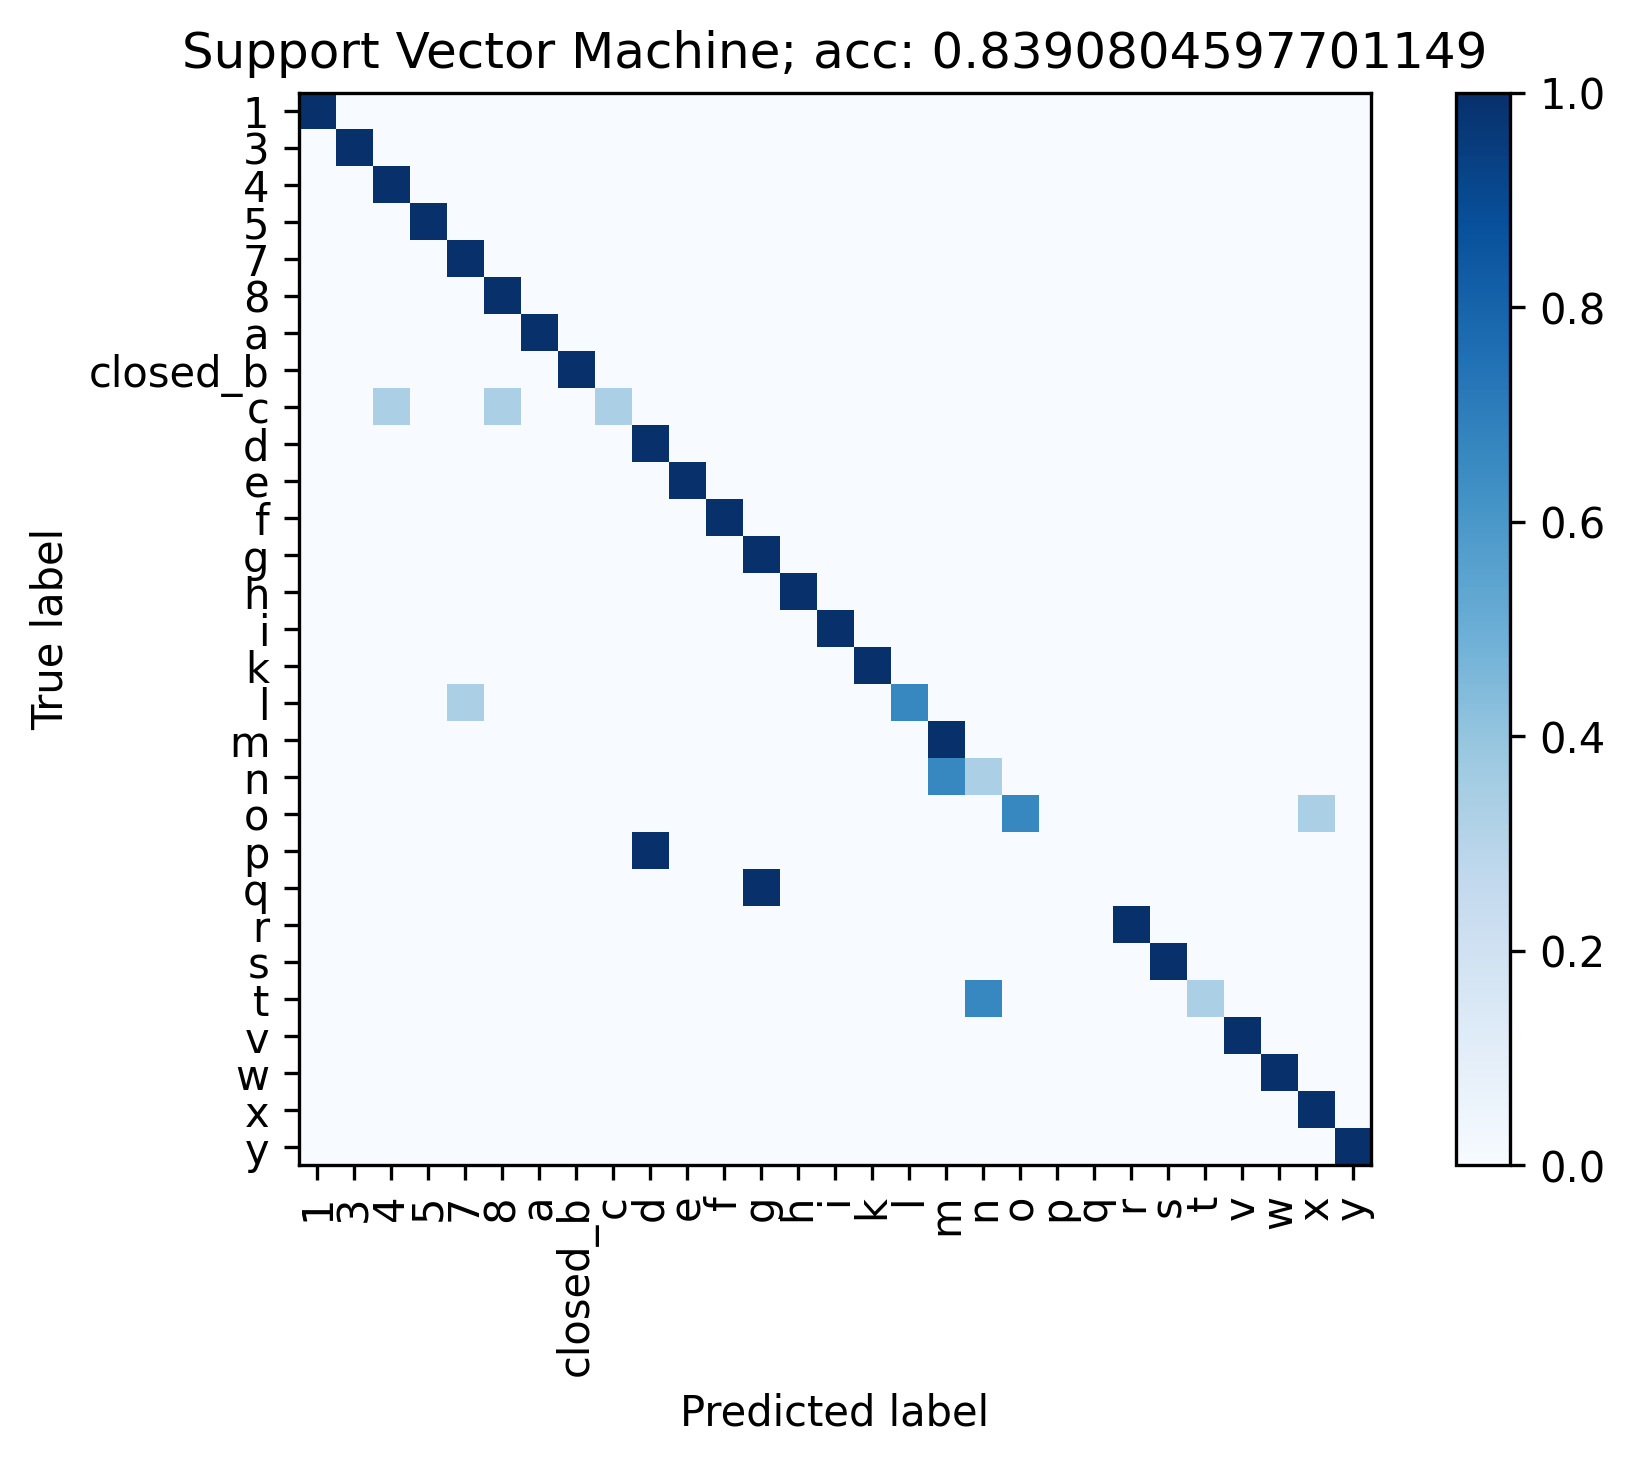 Support Vector Machine; acc: 0.8390804597701149
True label
1
3
4
5
7
8
a
closed_b
c
d
e
f
g
h
i
k
l
m
n
o
p
q
r
s
t
v
w
x
y
1
3
4
5
7
8
a
closed_b
c
d
e
f
g
h
i
k
l
m
n
o
p
q
r
s
t
v
w
x
y
Predicted label
1.0
0.8
0.6
0.4
0.2
0.0